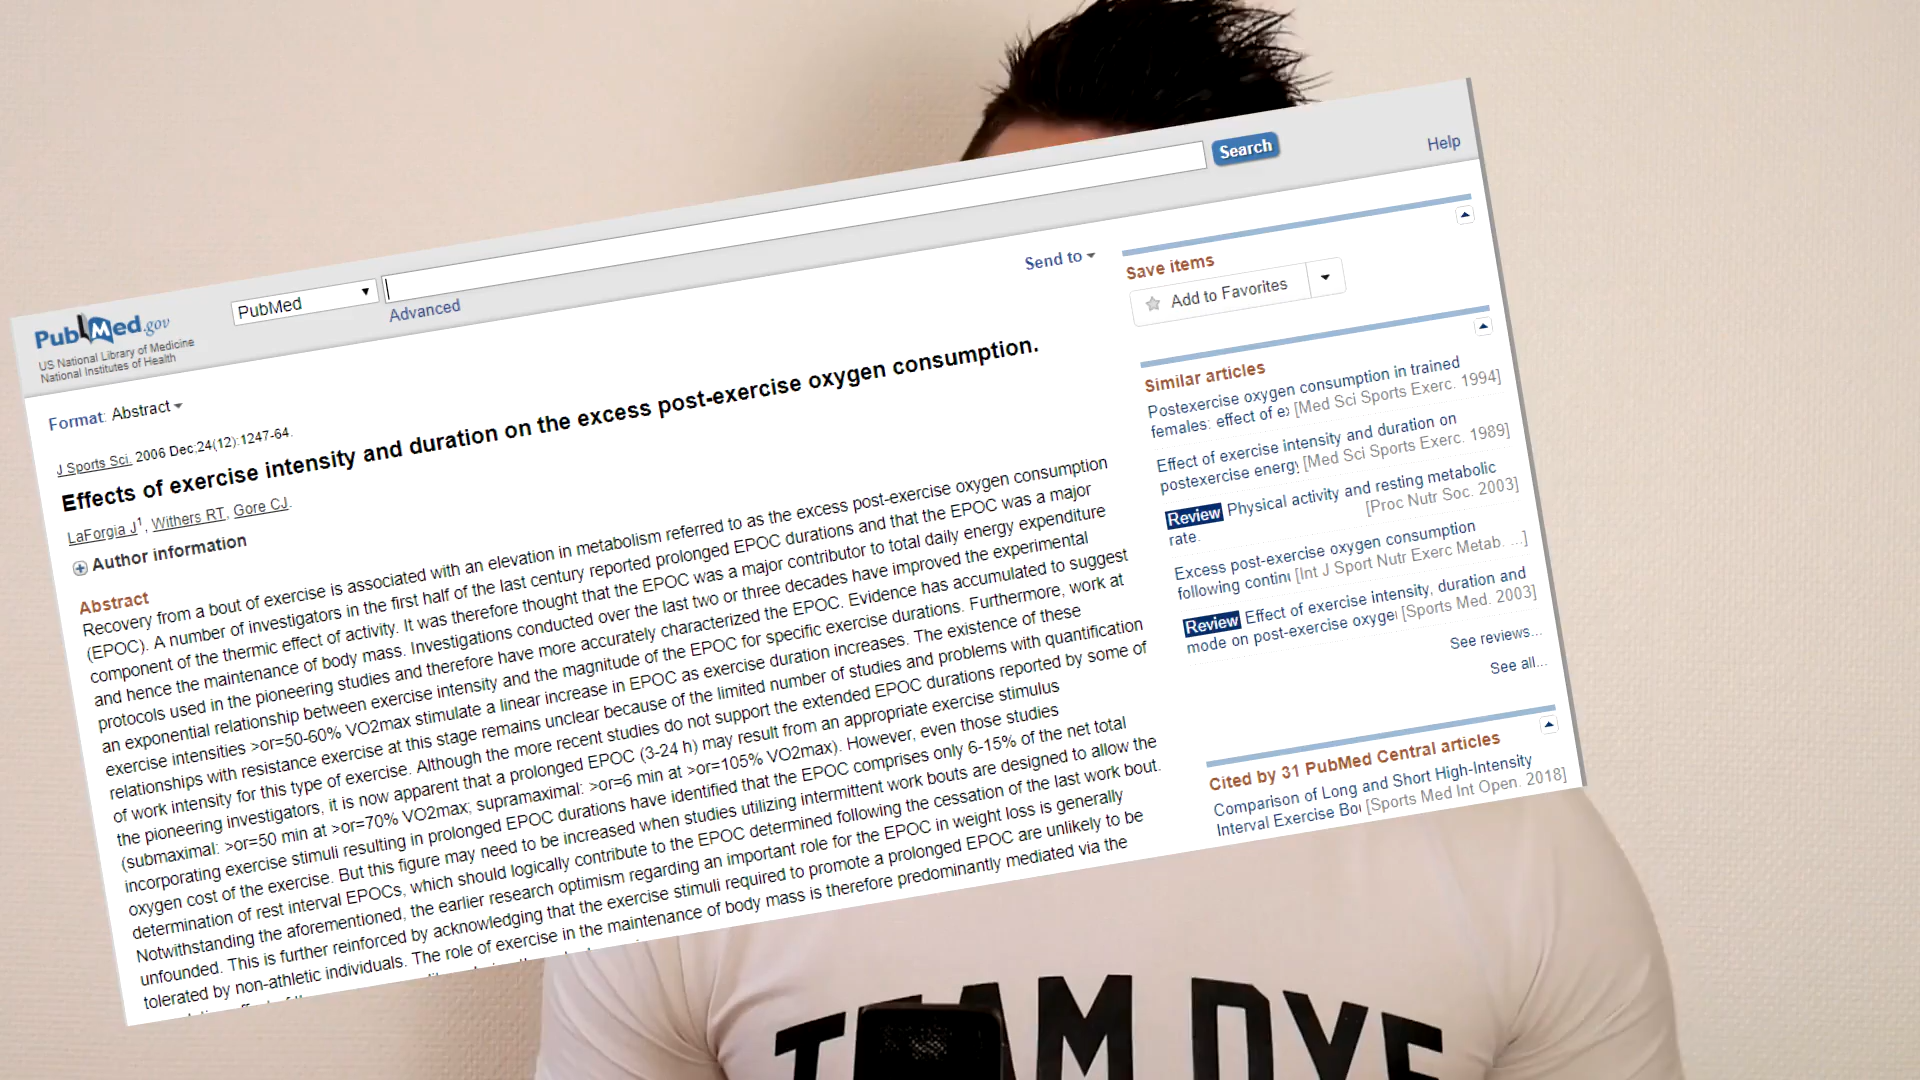 PubMed.gov
US National Library of Medicine
National Institutes of Health
PubMed
Search
Advanced
Help
Format: Abstract
Send to
J Sports Sci. 2006 Dec;24(12):1247-64.
Effects of exercise intensity and duration on the excess post-exercise oxygen consumption.
LaForgia J1, Withers RT, Gore CJ.
Author information
Abstract
Recovery from a bout of exercise is associated with an elevation in metabolism referred to as the excess post-exercise oxygen consumption
(EPOC). A number of investigators in the first half of the last century reported prolonged EPOC durations and that the EPOC was a major
component of the thermic effect of activity. It was therefore thought that the EPOC was a major contributor to total daily energy expenditure
and hence the maintenance of body mass. Investigations conducted over the last two or three decades have improved the experimental
protocols used in the pioneering studies and therefore have more accurately characterized the EPOC. Evidence has accumulated to suggest
an exponential relationship between exercise intensity and the magnitude of the EPOC for specific exercise durations. Furthermore, work at
exercise intensities >or=50-60% VO2max stimulate a linear increase in EPOC as exercise duration increases. The existence of these
relationships with resistance exercise at this stage remains unclear because of the limited number of studies and problems with quantification
of work intensity for this type of exercise. Although the more recent studies do not support the extended EPOC durations reported by some of
the pioneering investigators, it is now apparent that a prolonged EPOC (3-24 h) may result from an appropriate exercise stimulus
(submaximal: >or=50 min at >or=70% VO2max; supramaximal: >or=6 min at >or=105% VO2max). However, even those studies
incorporating exercise stimuli resulting in prolonged EPOC durations have identified that the EPOC comprises only 6-15% of the net total
oxygen cost of the exercise. But this figure may need to be increased when studies utilizing intermittent work bouts are designed to allow the
determination of rest interval EPOCs, which should logically contribute to the EPOC determined following the cessation of the last work bout.
Notwithstanding the aforementioned, the earlier research optimism regarding an important role for the EPOC in weight loss is generally
unfounded. This is further reinforced by acknowledging that the exercise stimuli required to promote a prolonged EPOC are unlikely to be
tolerated by non-athletic individuals. The role of exercise in the maintenance of body mass is therefore predominantly mediated via the
Save items
Add to Favorites
Similar articles
Postexercise oxygen consumption in trained
females: effect of e [Med Sci Sports Exerc. 1994]
Effect of exercise intensity and duration on
postexercise energy [Med Sci Sports Exerc. 1989]
Review Physical activity and resting metabolic
rate. [Proc Nutr Soc. 2003]
Excess post-exercise oxygen consumption
following contin [Int J Sport Nutr Exerc Metab. ...]
Review Effect of exercise intensity, duration and
mode on post-exercise oxyge [Sports Med. 2003]
See reviews...
See all...
Cited by 31 PubMed Central articles
Comparison of Long and Short High-Intensity
Interval Exercise Bo [Sports Med Int Open. 2018]
TEAM DYE